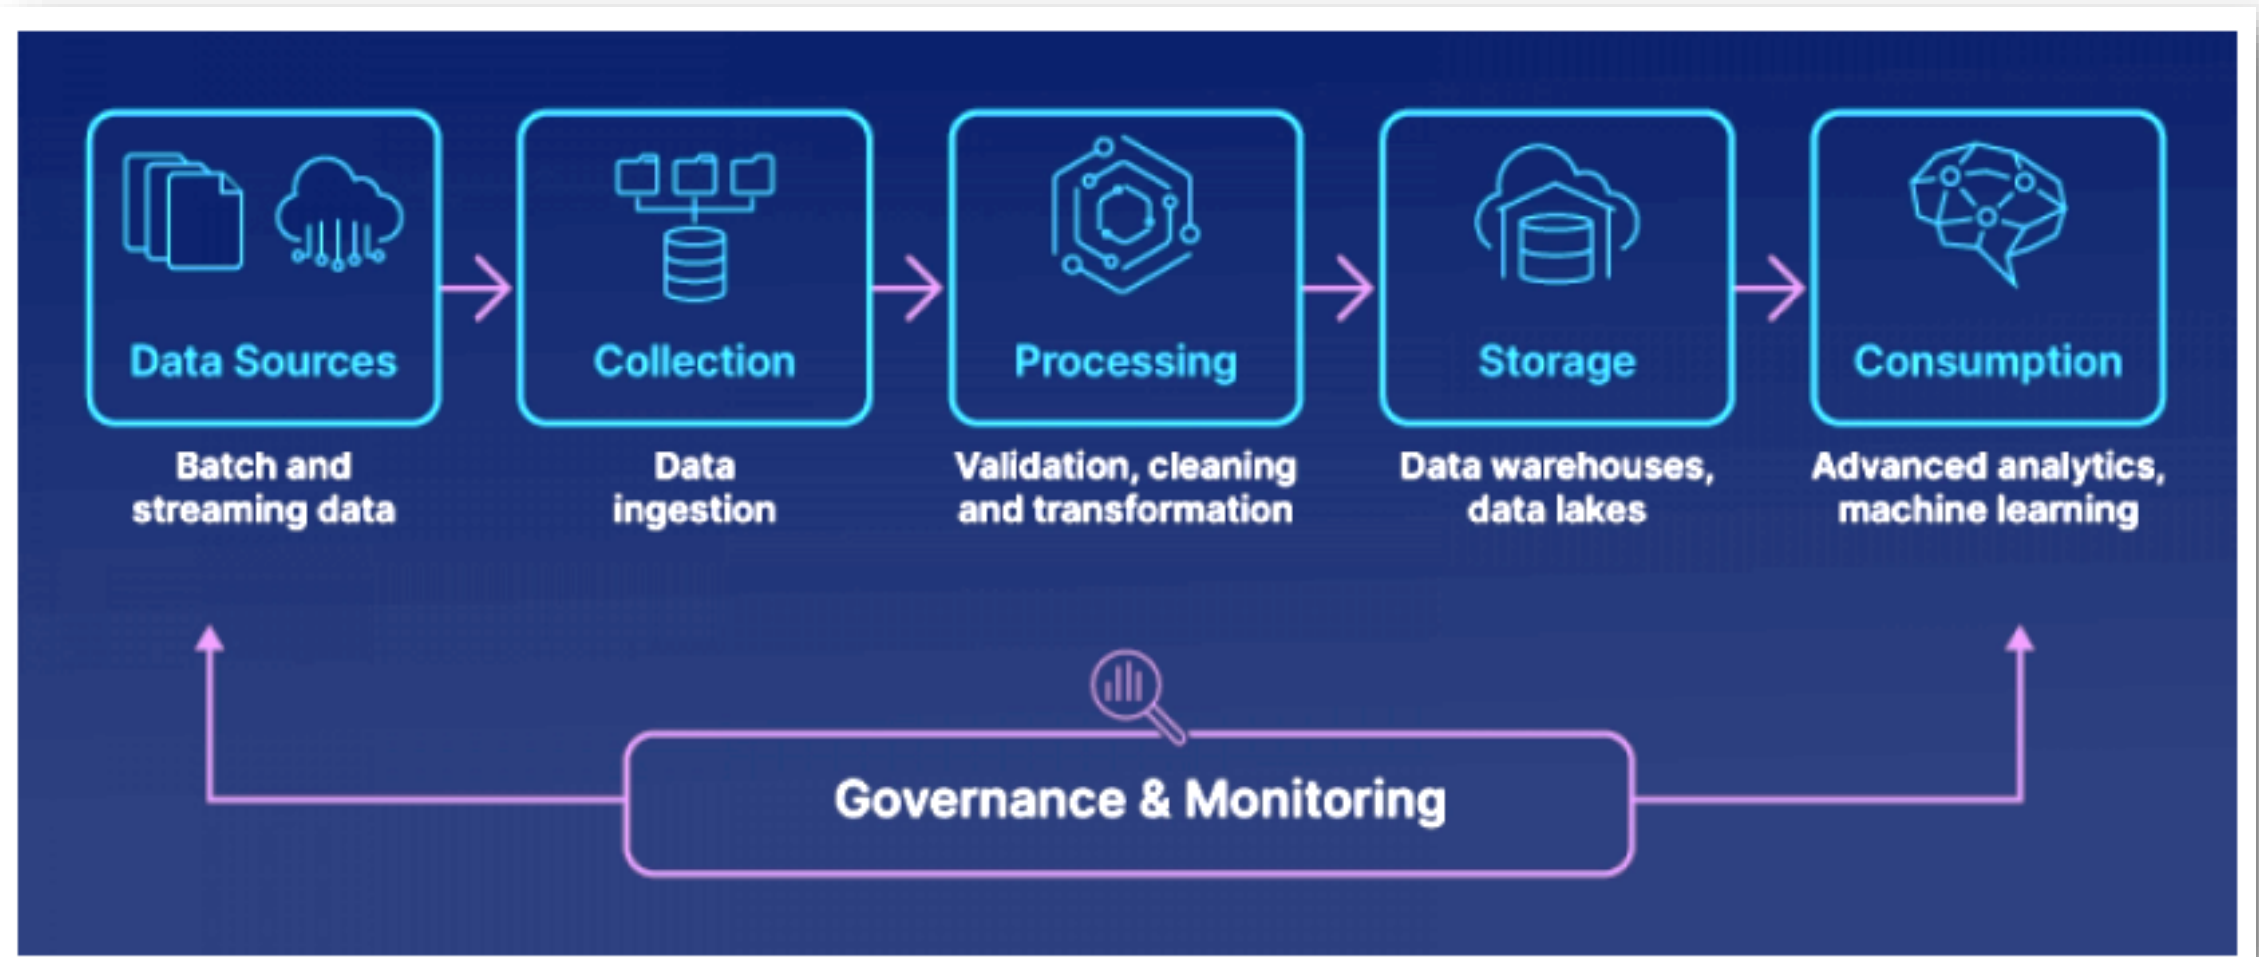 Data Sources
Collection
Processing
Storage
Consumption
Batch and
streaming data
Data
ingestion
Validation, cleaning
and transformation
Data warehouses,
data lakes
Advanced analytics,
machine learning
Governance & Monitoring